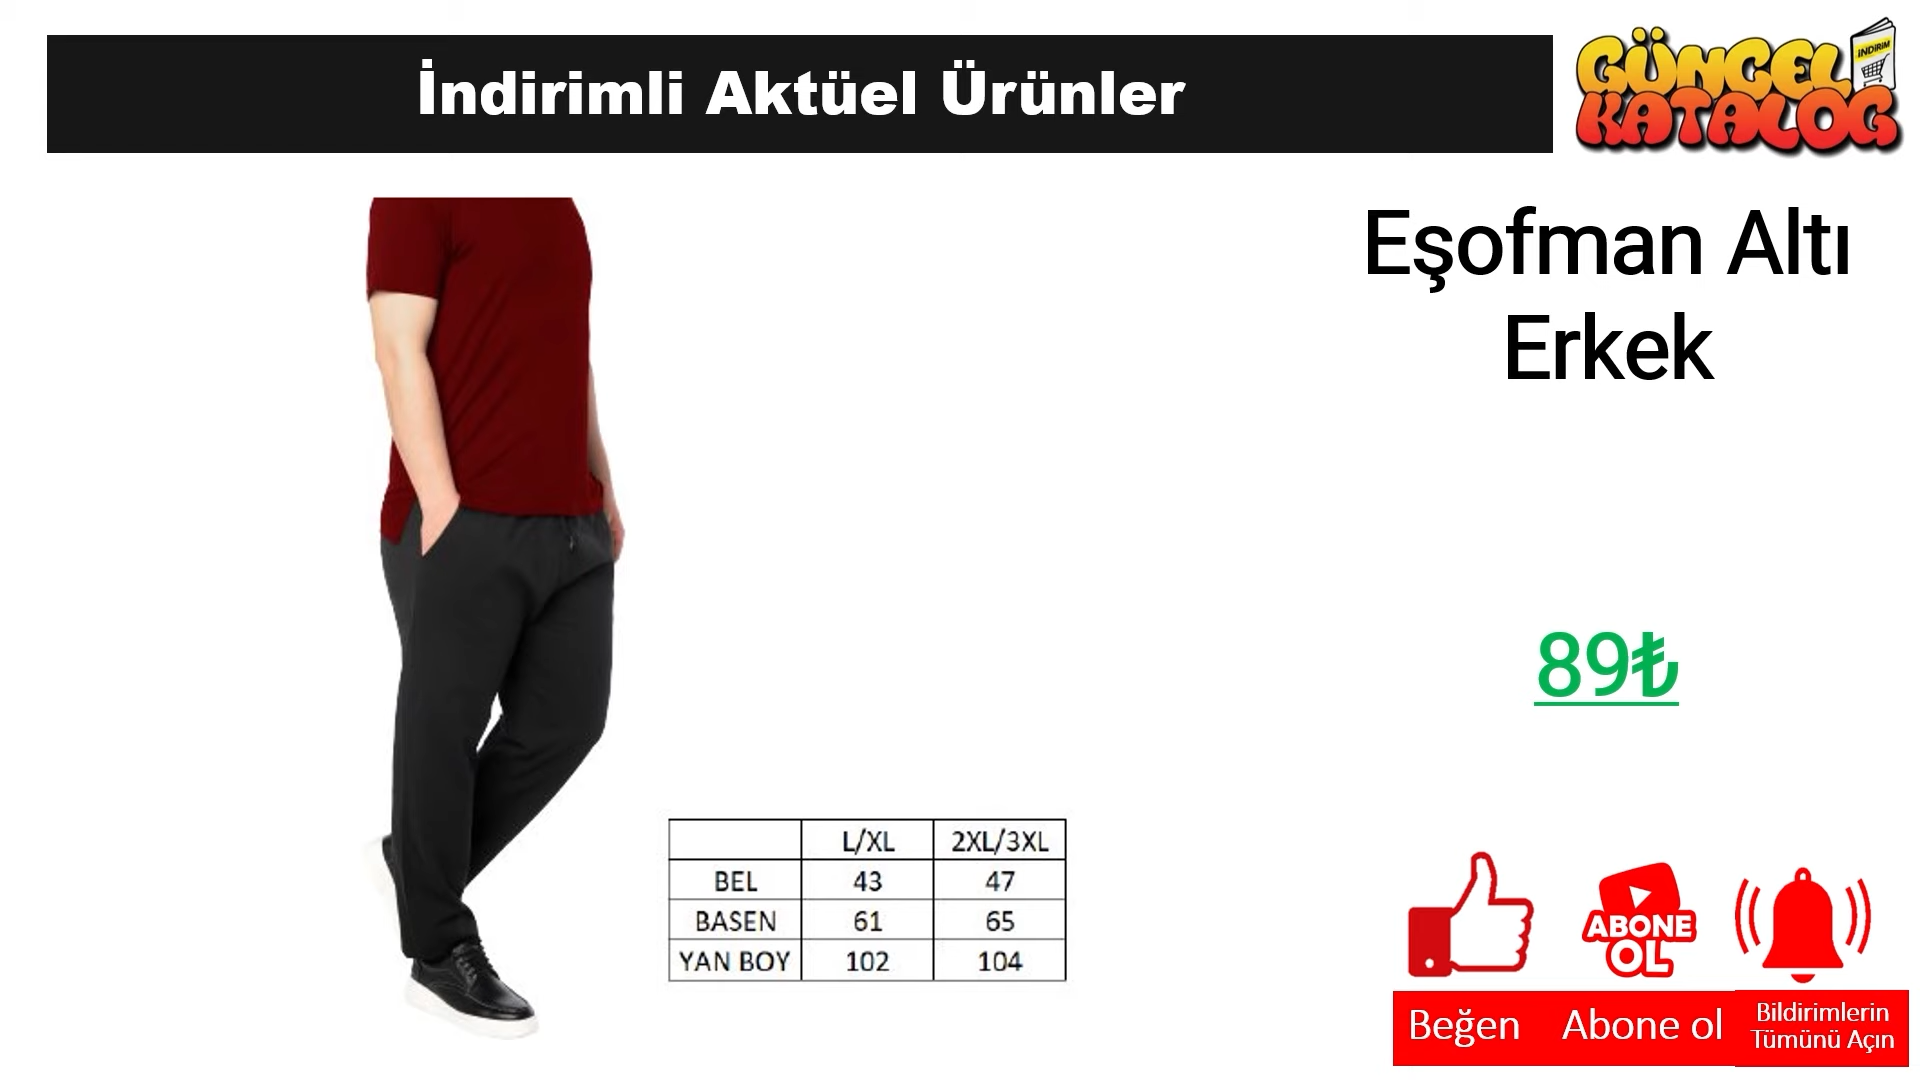 İndirimli Aktüel Ürünler
GÜNCEL
KATALOG
İNDİRİM
Eşofman Altı
Erkek
89₺
L/XL 2XL/3XL
BEL 43 47
BASEN 61 65
YAN BOY 102 104
ABONE
OL
Beğen
Abone ol
Bildirimlerin
Tümünü Açın